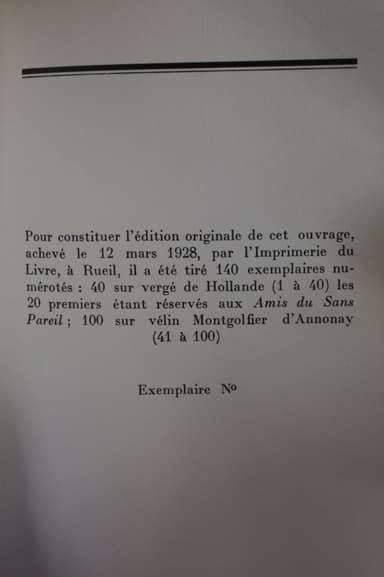 Pour constituer l'édition originale de cet ouvrage,
achevé le 12 mars 1928, par l'Imprimerie du
Livre, à Rueil, il a été tiré 140 exemplaires nu-
mérotés : 40 sur vergé de Hollande (1 à 40) les
20 premiers étant réservés aux Amis du Sans
Pareil ; 100 sur vélin Montgolfier d'Annonay
(41 à 100)
Exemplaire Nº